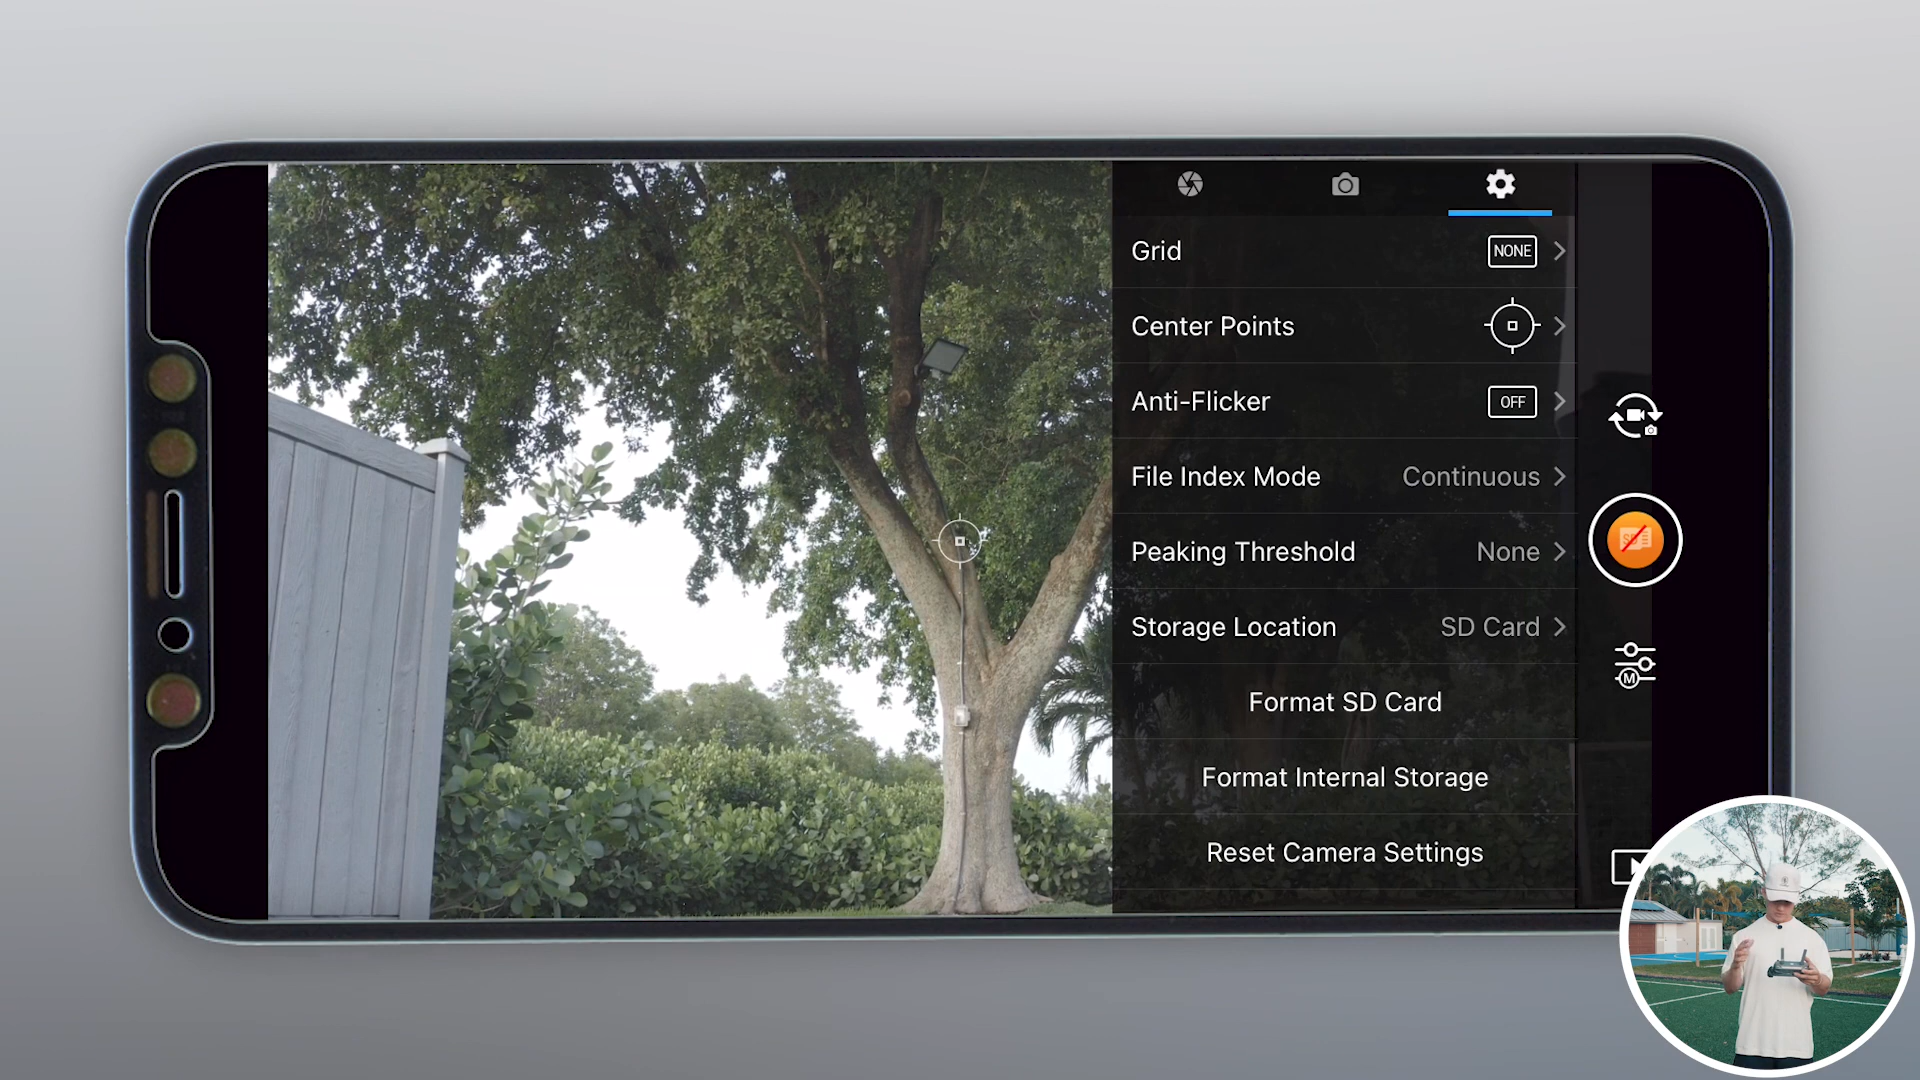 Grid NONE
Center Points
Anti-Flicker OFF
File Index Mode Continuous
Peaking Threshold None
Storage Location SD Card
SD
Format SD Card
M
Format Internal Storage
Reset Camera Settings